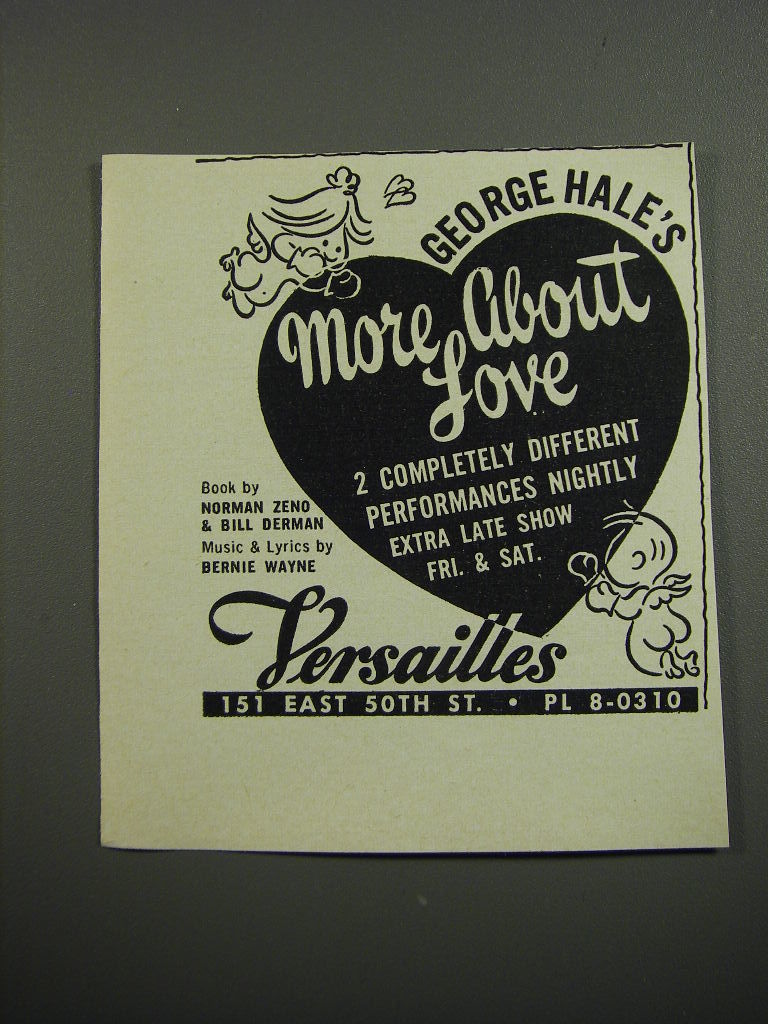 GEORGE HALE'S
More About
Love
2 COMPLETELY DIFFERENT
PERFORMANCES NIGHTLY
EXTRA LATE SHOW
FRI. & SAT.
Book by
NORMAN ZENO
& BILL DERMAN
Music & Lyrics by
BERNIE WAYNE
Versailles
151 EAST 50TH ST. • PL 8-0310